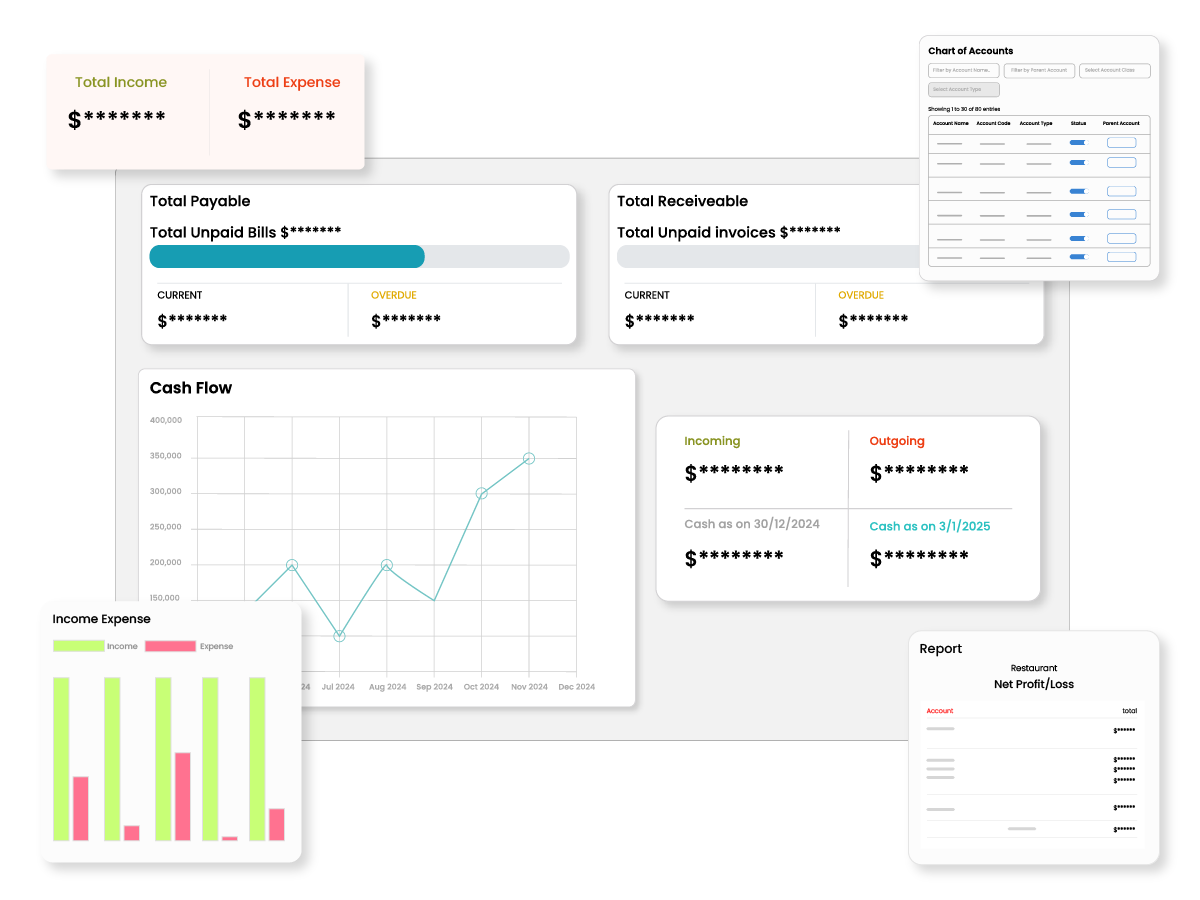 Total Income
Total Expense
$*******
$*******
Chart of Accounts
Filter by Account Name..
Filter by Parent Account
Select Account Class
Select Account Type
Showing 1 to 30 of 80 entries
Account Name Account Code Account Type Status Parent Account
Total Payable
Total Unpaid Bills $*******
CURRENT
OVERDUE
$*******
$*******
Total Receiveable
Total Unpaid invoices $*******
CURRENT
OVERDUE
$*******
$*******
Cash Flow
400,000
350,000
300,000
250,000
200,000
150,000
24 Jul 2024 Aug 2024 Sep 2024 Oct 2024 Nov 2024 Dec 2024
Incoming
Outgoing
$********
$********
Cash as on 30/12/2024
Cash as on 3/1/2025
$********
$********
Income Expense
Income
Expense
Report
Restaurant
Net Profit/Loss
Account
total
$******
$******
$******
$******
$******
$******